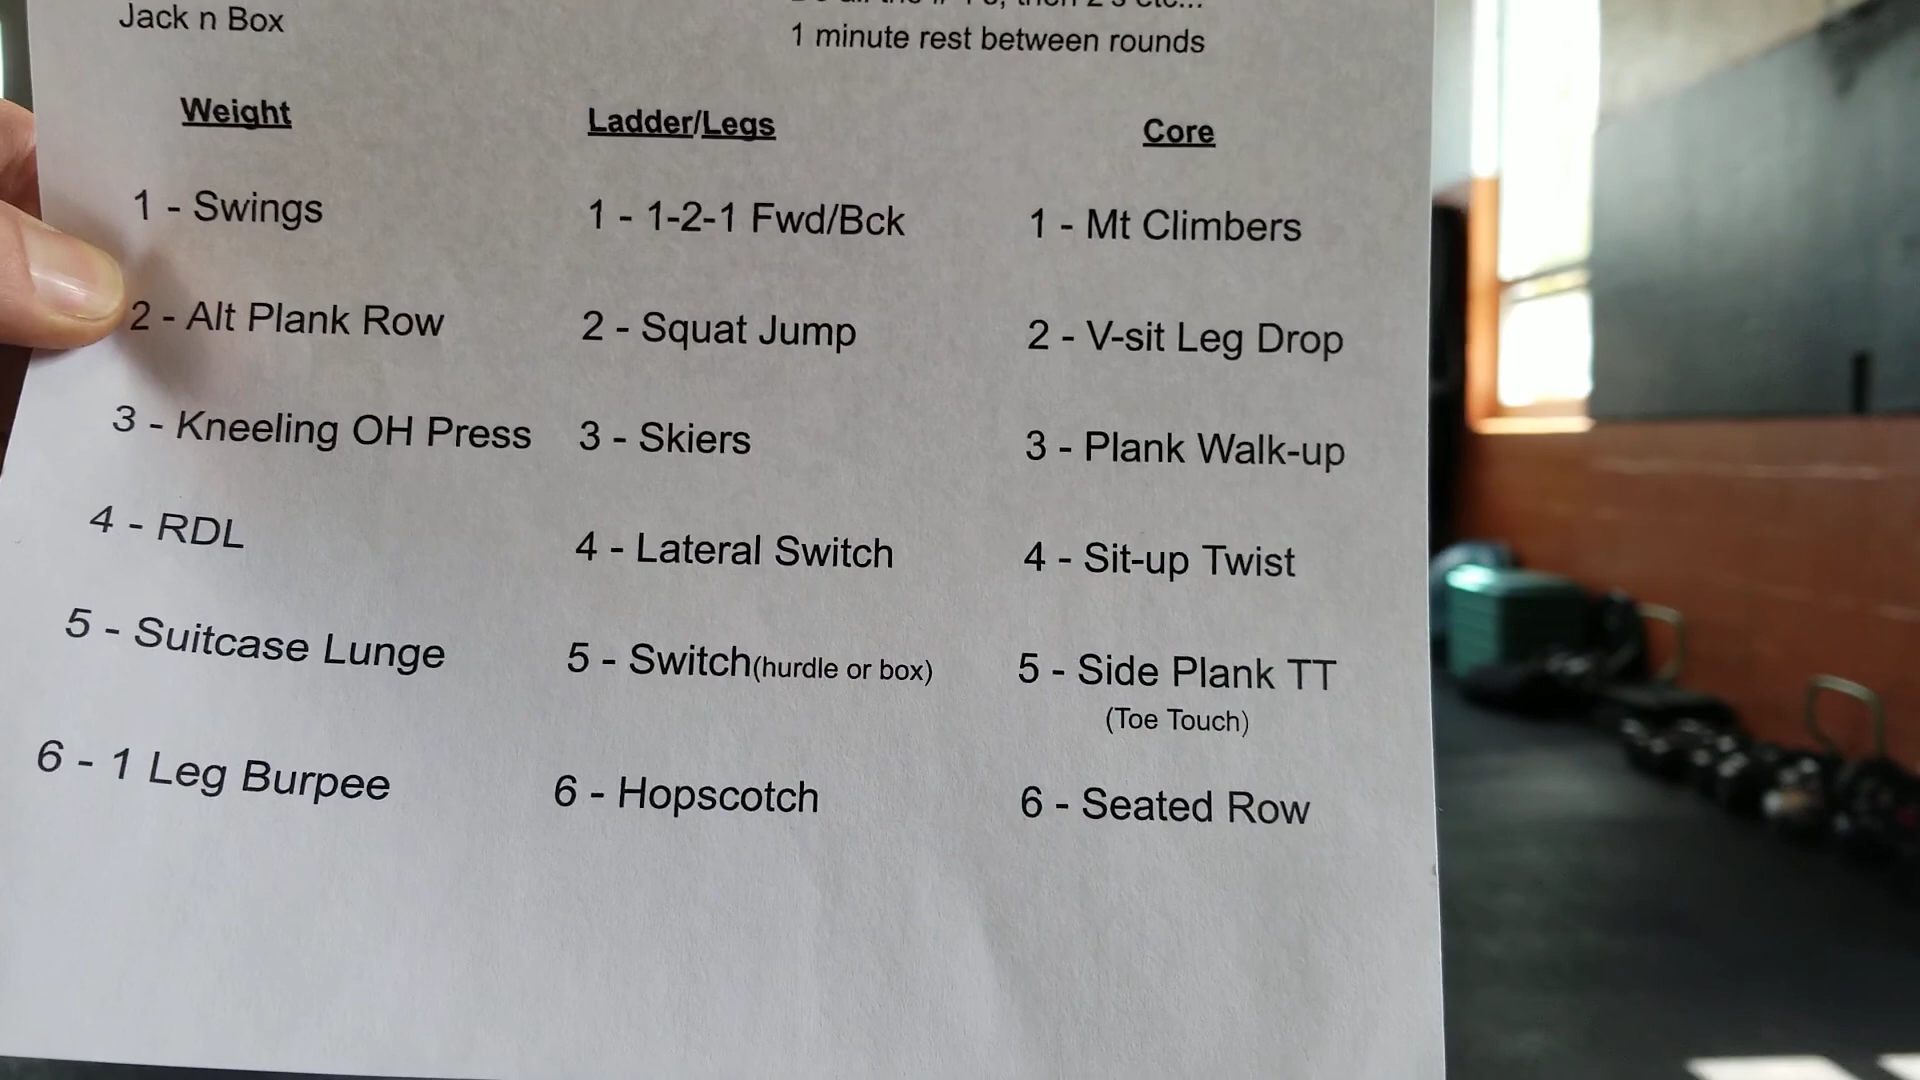 Jack n Box
1 minute rest between rounds
Weight Ladder/Legs Core
1 - Swings 1 - 1-2-1 Fwd/Bck 1 - Mt Climbers
2 - Alt Plank Row 2 - Squat Jump 2 - V-sit Leg Drop
3 - Kneeling OH Press 3 - Skiers 3 - Plank Walk-up
4 - RDL 4 - Lateral Switch 4 - Sit-up Twist
5 - Suitcase Lunge 5 - Switch(hurdle or box) 5 - Side Plank TT
(Toe Touch)
6 - 1 Leg Burpee 6 - Hopscotch 6 - Seated Row